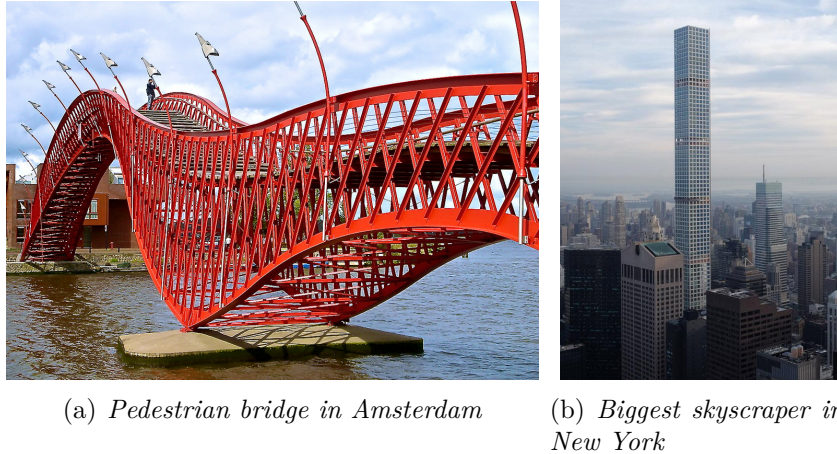 (a) Pedestrian bridge in Amsterdam
(b) Biggest skyscraper in
New York